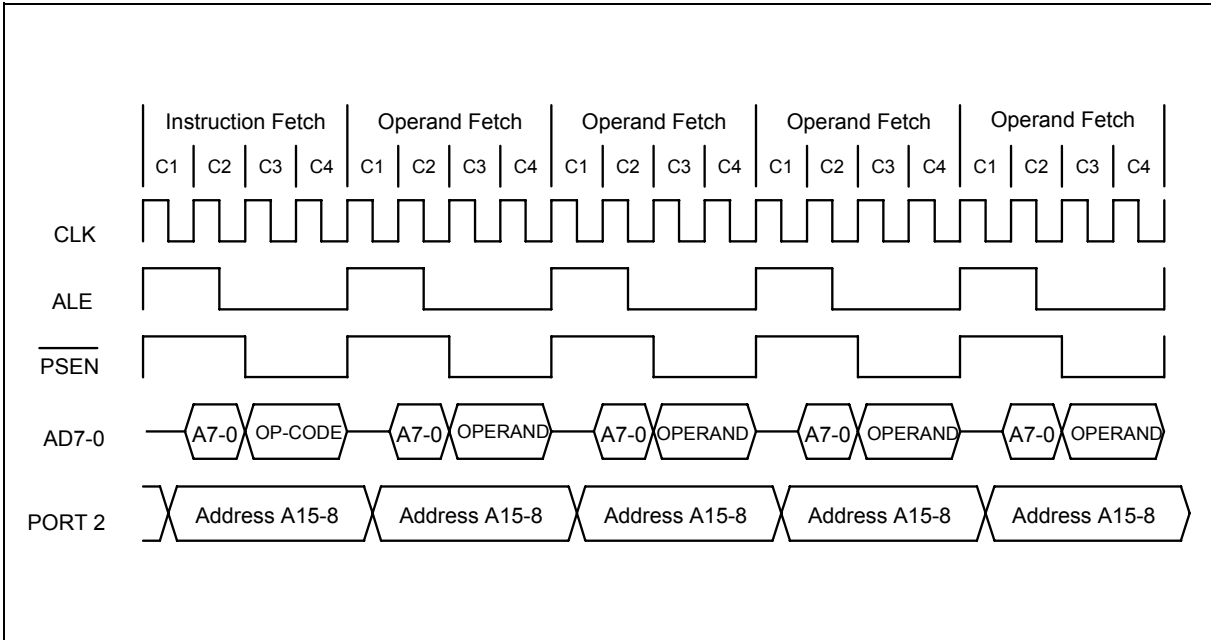 Instruction Fetch Operand Fetch Operand Fetch Operand Fetch Operand Fetch
C1 C2 C3 C4 C1 C2 C3 C4 C1 C2 C3 C4 C1 C2 C3 C4 C1 C2 C3 C4
CLK
ALE
PSEN
AD7-0 A7-0 OP-CODE A7-0 OPERAND A7-0 OPERAND A7-0 OPERAND A7-0 OPERAND
PORT 2 Address A15-8 Address A15-8 Address A15-8 Address A15-8 Address A15-8